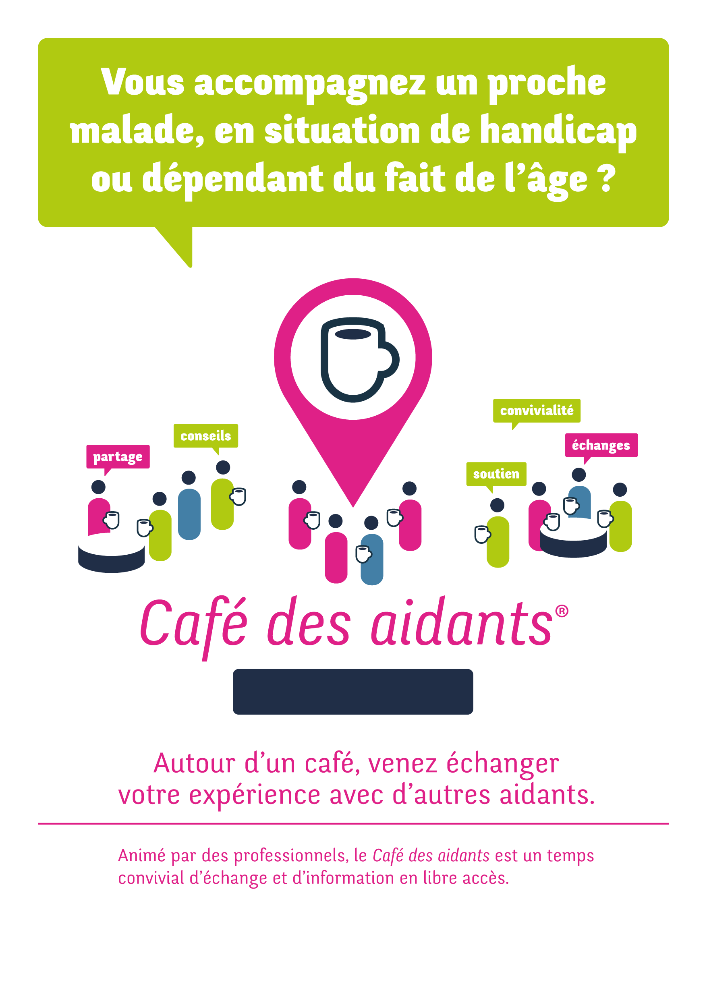 Vous accompagnez un proche
malade, en situation de handicap
ou dépendant du fait de l’âge ?
convivialité
conseils
échanges
partage
soutien
Café des aidants®
Autour d’un café, venez échanger
votre expérience avec d’autres aidants.
Animé par des professionnels, le Café des aidants est un temps
convivial d’échange et d’information en libre accès.